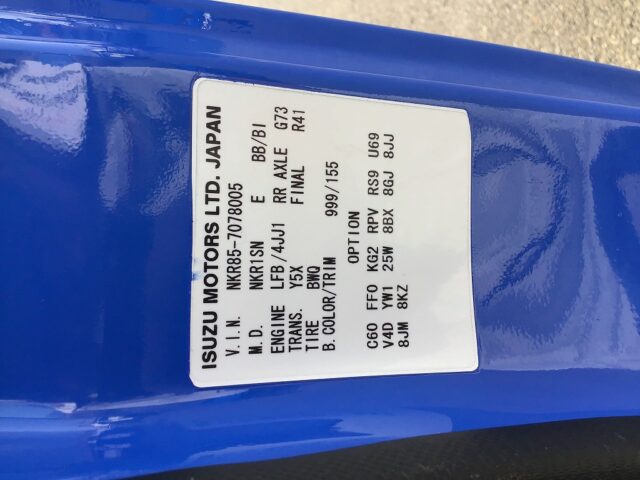 ISUZU MOTORS LTD. JAPAN
V.I.N. NKR85-7078005
M.D. NKR1SN E BB/BI
ENGINE LFB/4JJ1 RR AXLE G73
TRANS. Y5X FINAL R41
TIRE BWQ
B.COLOR/TRIM 999/155
OPTION
C60 FF0 KG2 RPV RS9 U69
V4D YW1 25W 8BX 8GJ 8JJ
8JM 8KZ